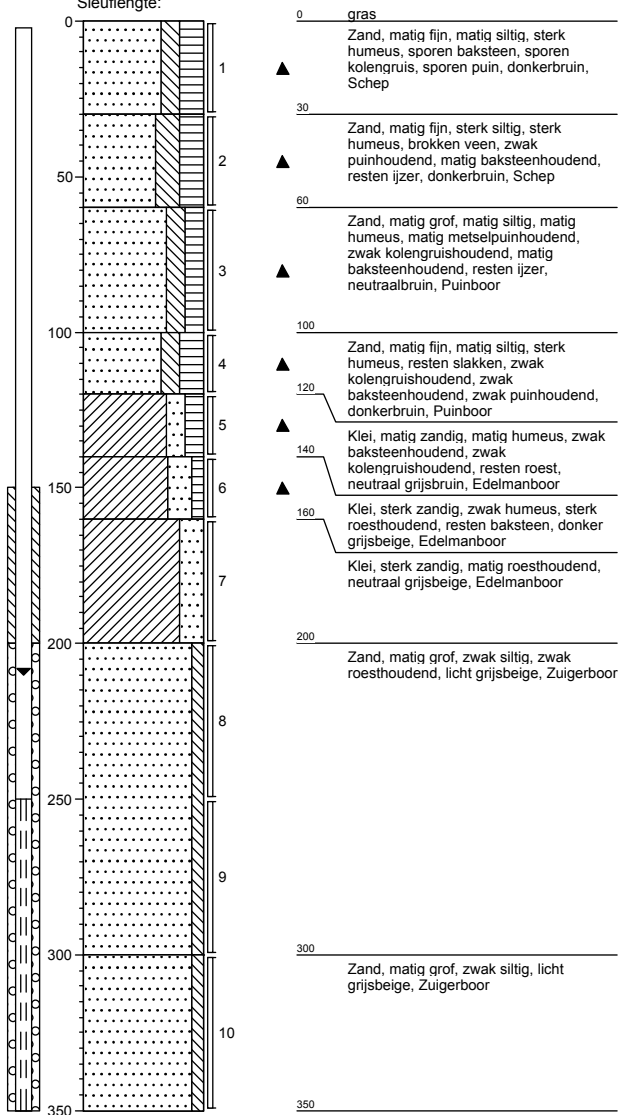 Sleuflengte:
0
50
100
150
200
250
300
350
1
2
3
4
5
6
7
8
9
10
0
gras
Zand, matig fijn, matig siltig, sterk
humeus, sporen baksteen, sporen
kolengruis, sporen puin, donkerbruin,
Schep
30
Zand, matig fijn, sterk siltig, sterk
humeus, brokken veen, zwak
puinhoudend, matig baksteenhoudend,
resten ijzer, donkerbruin, Schep
60
Zand, matig grof, matig siltig, matig
humeus, matig metselpuinhoudend,
zwak kolengruishoudend, matig
baksteenhoudend, resten ijzer,
neutraalbruin, Puinboor
100
Zand, matig fijn, matig siltig, sterk
humeus, resten slakken, zwak
kolengruishoudend, zwak
baksteenhoudend, zwak puinhoudend,
donkerbruin, Puinboor
120
Klei, matig zandig, matig humeus, zwak
baksteenhoudend, zwak
kolengruishoudend, resten roest,
neutraal grijsbruin, Edelmanboor
140
Klei, sterk zandig, zwak humeus, sterk
roesthoudend, resten baksteen, donker
grijsbeige, Edelmanboor
160
Klei, sterk zandig, matig roesthoudend,
neutraal grijsbeige, Edelmanboor
200
Zand, matig grof, zwak siltig, zwak
roesthoudend, licht grijsbeige, Zuigerboor
300
Zand, matig grof, zwak siltig, licht
grijsbeige, Zuigerboor
350